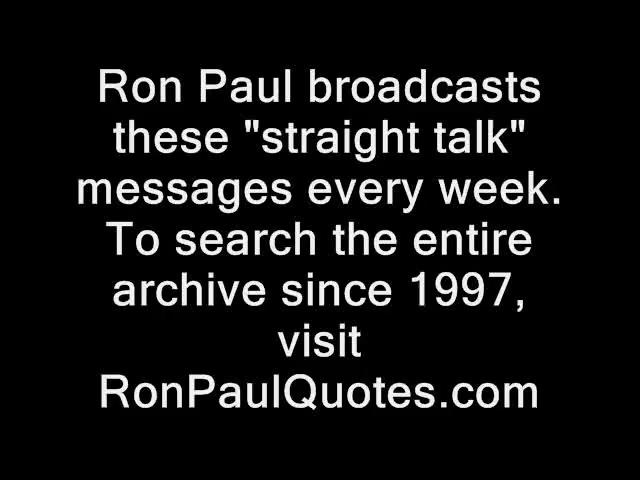 Ron Paul broadcasts
these "straight talk"
messages every week.
To search the entire
archive since 1997,
visit
RonPaulQuotes.com